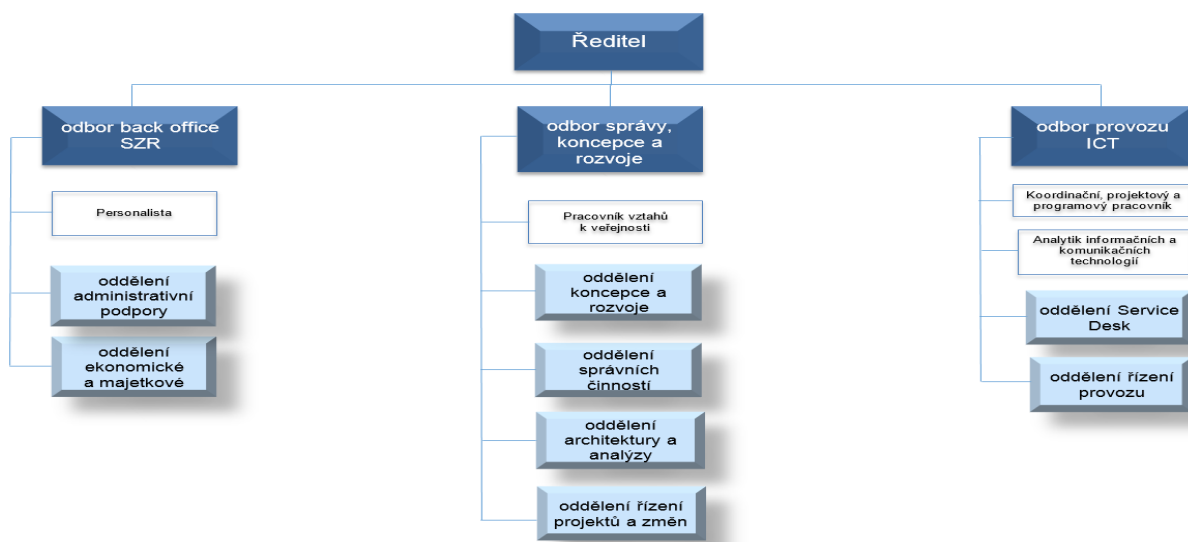 Ředitel
odbor back office
SZR
Personalista
oddělení
administrativní
podpory
oddělení
ekonomické
a majetkové
odbor správy,
koncepce a
rozvoje
Pracovník vztahů
k veřejnosti
oddělení
koncepce a
rozvoje
oddělení
správních
činností
oddělení
architektury a
analýzy
oddělení řízení
projektů a změn
odbor provozu
ICT
Koordinační, projektový a
programový pracovník
Analytik informačních a
komunikačních
technologií
oddělení Service
Desk
oddělení řízení
provozu